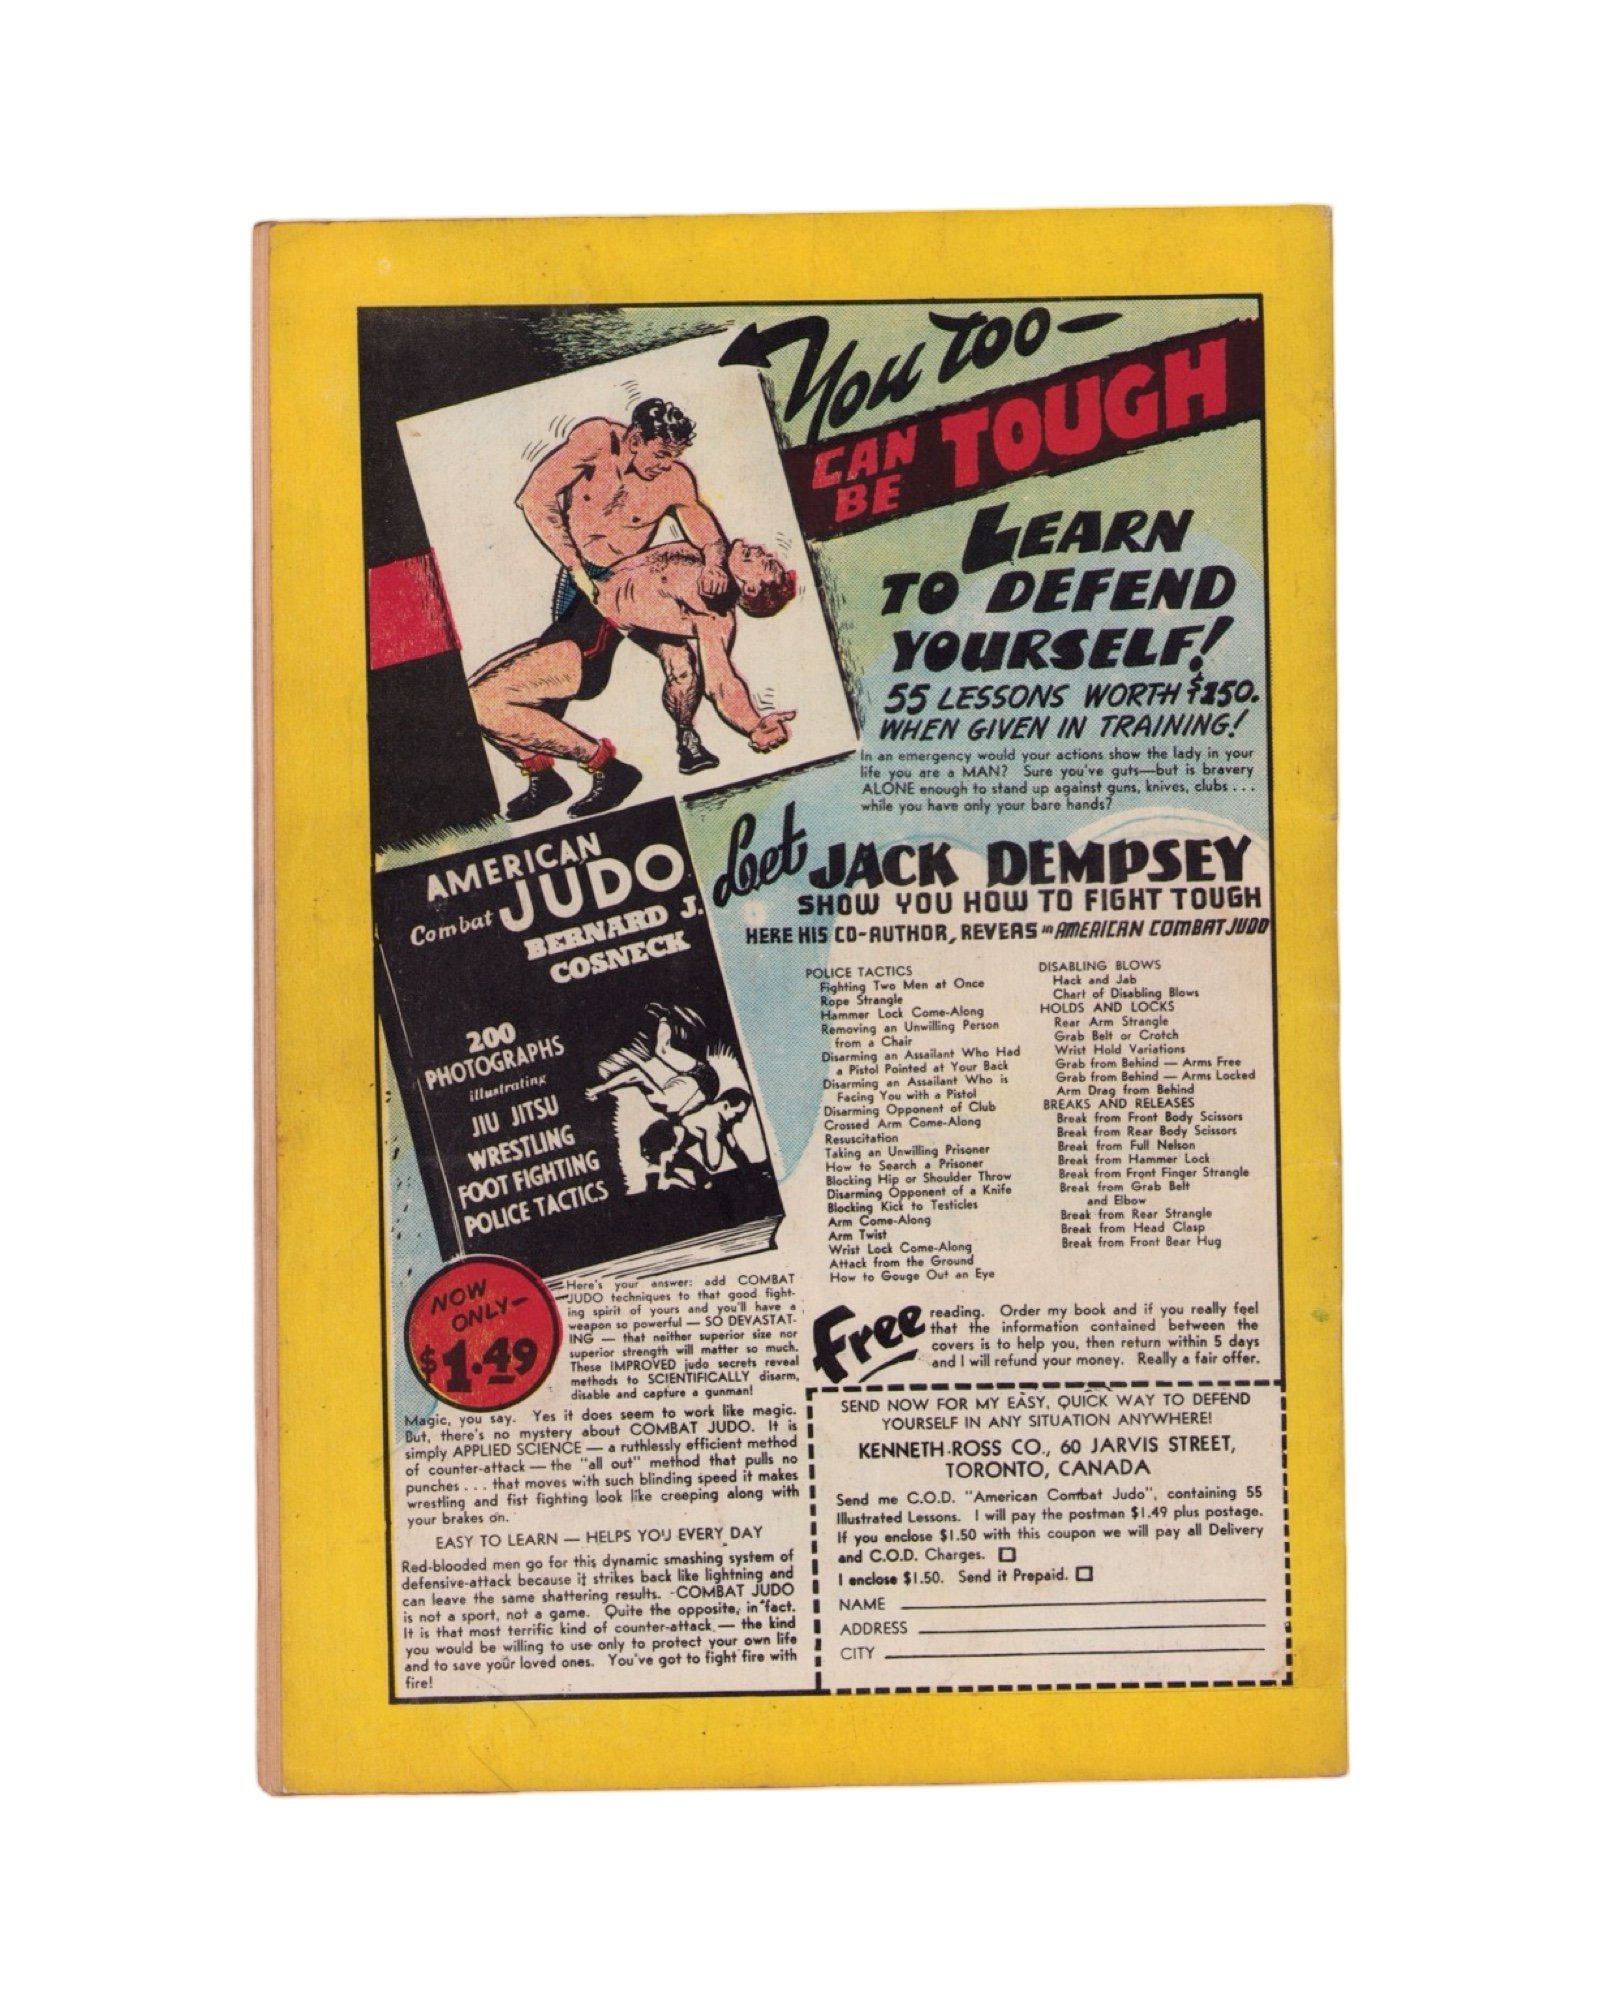 You too —
CAN BE TOUGH
LEARN
TO DEFEND
YOURSELF!
55 LESSONS WORTH $150.
WHEN GIVEN IN TRAINING!
In an emergency would your actions show the lady in your
life you are a MAN? Sure you've guts—but is bravery
ALONE enough to stand up against guns, knives, clubs . . .
while you have only your bare hands?
Let JACK DEMPSEY
SHOW YOU HOW TO FIGHT TOUGH
HERE HIS CO-AUTHOR, REVERS in AMERICAN COMBAT JUDO
AMERICAN
Combat JUDO
BERNARD J.
COSNECK
200
PHOTOGRAPHS
illustrating
JIU JITSU
WRESTLING
FOOT FIGHTING
POLICE TACTICS
NOW
ONLY—
$1.49
POLICE TACTICS
Fighting Two Men at Once
Rope Strangle
Hammer Lock Come-Along
Removing an Unwilling Person
from a Chair
Disarming an Assailant Who Had
a Pistol Pointed at Your Back
Disarming an Assailant Who is
Facing You with a Pistol
Disarming Opponent of Club
Crossed Arm Come-Along
Resuscitation
Taking an Unwilling Prisoner
How to Search a Prisoner
Blocking Hip or Shoulder Throw
Disarming Opponent of a Knife
Blocking Kick to Testicles
Arm Come-Along
Arm Twist
Wrist Lock Come-Along
Attack from the Ground
How to Gouge Out an Eye
DISABLING BLOWS
Hack and Jab
Chart of Disabling Blows
HOLDS AND LOCKS
Rear Arm Strangle
Grab Belt or Crotch
Wrist Hold Variations
Grab from Behind — Arms Free
Grab from Behind — Arms Locked
Arm Drag from Behind
BREAKS AND RELEASES
Break from Front Body Scissors
Break from Rear Body Scissors
Break from Full Nelson
Break from Hammer Lock
Break from Front Finger Strangle
Break from Grab Belt
and Elbow
Break from Rear Strangle
Break from Head Clasp
Break from Front Bear Hug
Here's your answer: add COMBAT
JUDO techniques to that good fight-
ing spirit of yours and you'll have a
weapon so powerful — SO DEVASTAT-
ING — that neither superior size nor
superior strength will matter so much.
These IMPROVED judo secrets reveal
methods to SCIENTIFICALLY disarm,
disable and capture a gunman!
Magic, you say. Yes it does seem to work like magic.
But, there's no mystery about COMBAT JUDO. It is
simply APPLIED SCIENCE — a ruthlessly efficient method
of counter-attack — the "all out" method that pulls no
punches . . . that moves with such blinding speed it makes
wrestling and fist fighting look like creeping along with
your brakes on.
EASY TO LEARN — HELPS YOU EVERY DAY
Red-blooded men go for this dynamic smashing system of
defensive-attack because it strikes back like lightning and
can leave the same shattering results. COMBAT JUDO
is not a sport, not a game. Quite the opposite, in fact.
It is that most terrific kind of counter-attack — the kind
you would be willing to use only to protect your own life
and to save your loved ones. You've got to fight fire with
fire!
Free reading. Order my book and if you really feel
that the information contained between the
covers is to help you, then return within 5 days
and I will refund your money. Really a fair offer.
SEND NOW FOR MY EASY, QUICK WAY TO DEFEND
YOURSELF IN ANY SITUATION ANYWHERE!
KENNETH ROSS CO., 60 JARVIS STREET,
TORONTO, CANADA
Send me C.O.D. "American Combat Judo", containing 55
Illustrated Lessons. I will pay the postman $1.49 plus postage.
If you enclose $1.50 with this coupon we will pay all Delivery
and C.O.D. Charges. ☐
I enclose $1.50. Send it Prepaid. ☐
NAME
ADDRESS
CITY